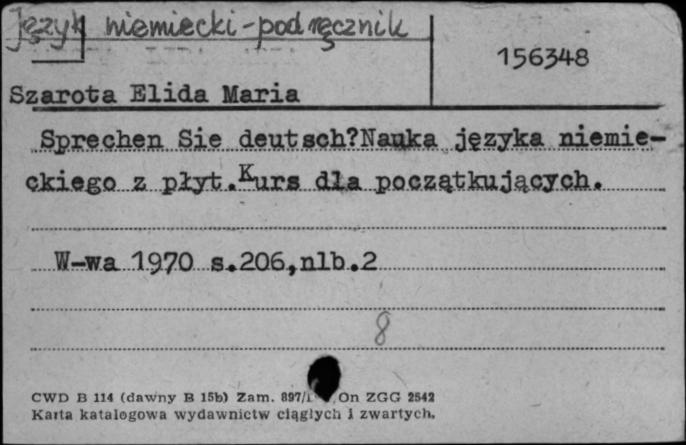 Język niemiecki - podręcznik
156348
Szarota Elida Maria
Sprechen Sie deutsch?Nauka języka niemie-
ckiego z płyt.Kurs dla początkujących.
W-wa 1970 s.206,nlb.2
8
CWD B 114 (dawny B 15b) Zam. 897/ On ZGG 2542
Karta katalogowa wydawnictw ciągłych i zwartych.